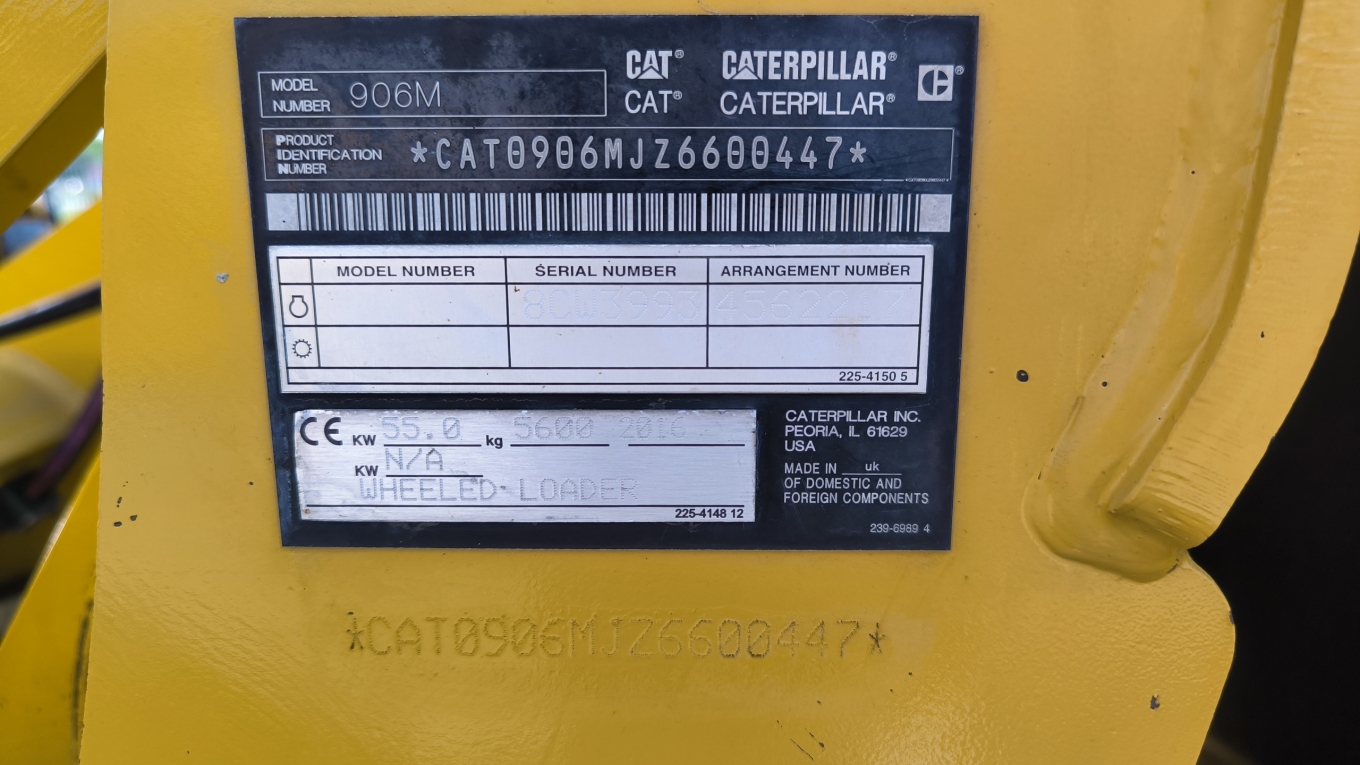 CAT® CATERPILLAR®
MODEL NUMBER 906M
CAT® CATERPILLAR®
PRODUCT IDENTIFICATION NUMBER *CAT0906MJZ6600447*
MODEL NUMBER SERIAL NUMBER ARRANGEMENT NUMBER
8CW3993 4562217
225-4150 5
CE KW 55.0 kg 5600 2016
KW N/A
WHEELED LOADER
225-4148 12
CATERPILLAR INC.
PEORIA, IL 61629
USA
MADE IN uk
OF DOMESTIC AND
FOREIGN COMPONENTS
239-6989 4
*CAT0906MJZ6600447*